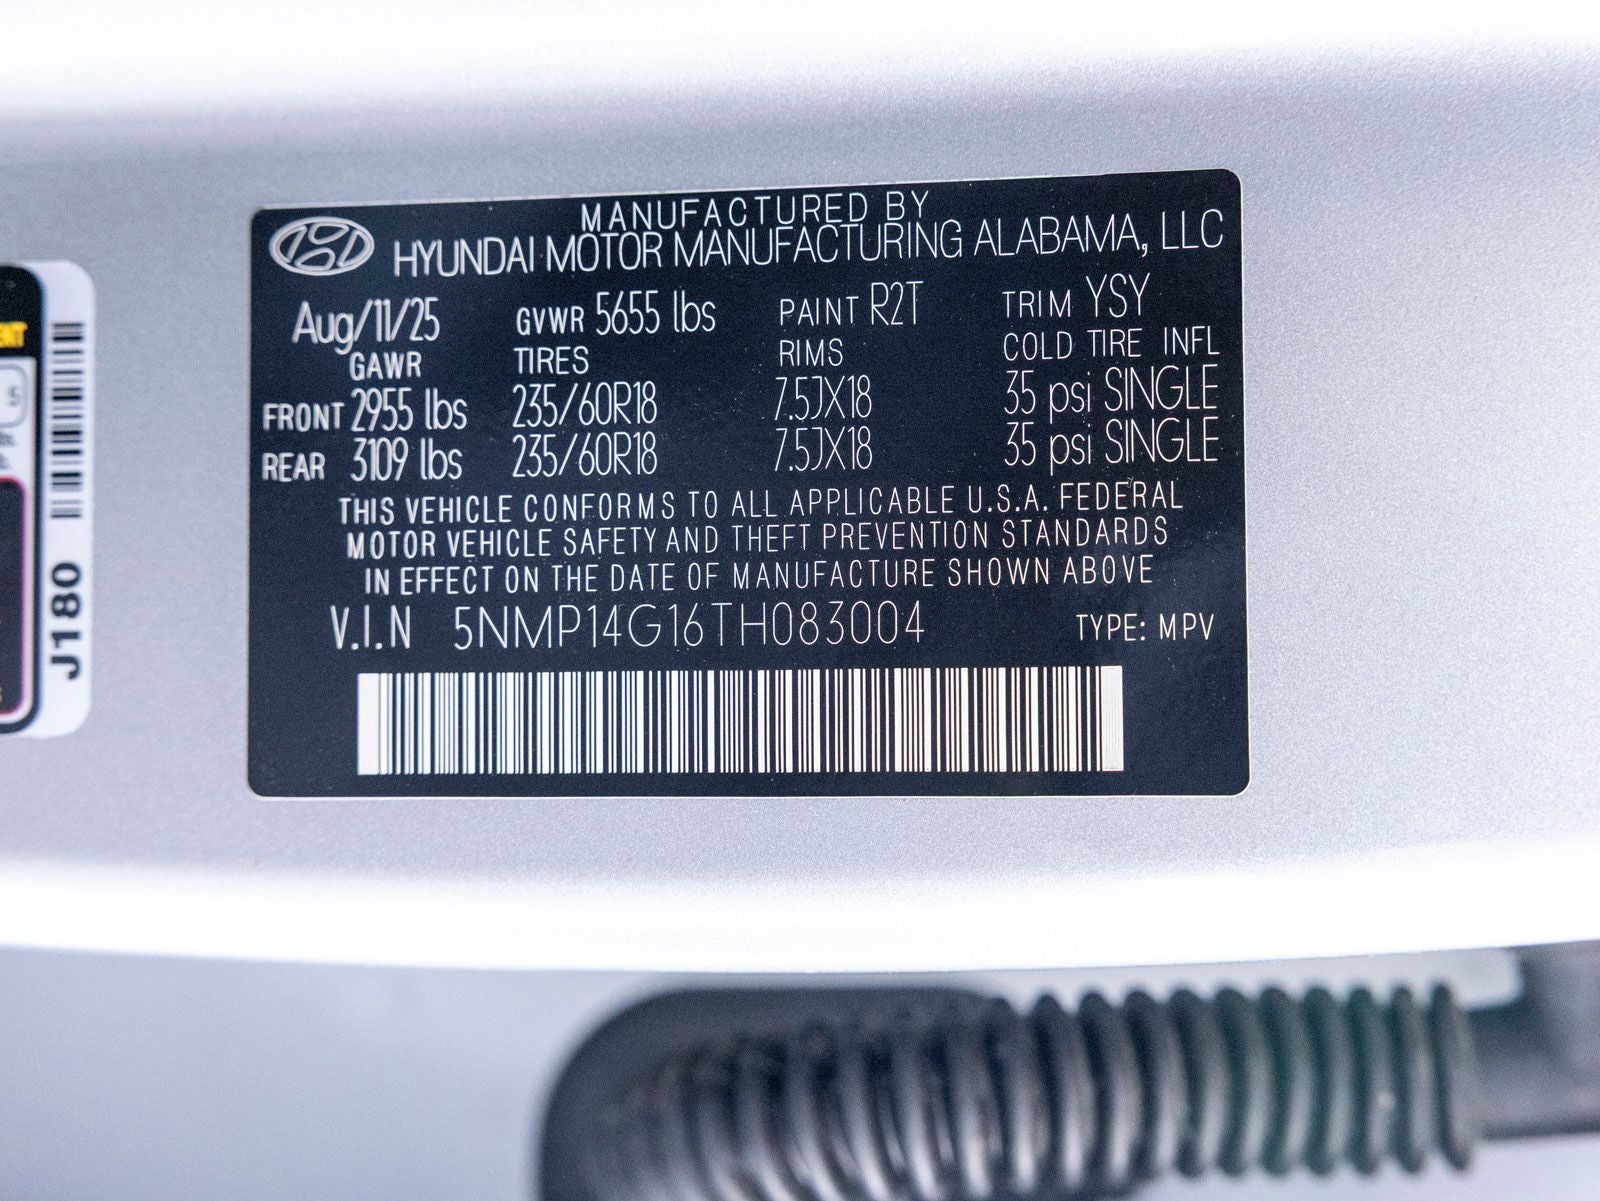 MANUFACTURED BY
HYUNDAI MOTOR MANUFACTURING ALABAMA, LLC
Aug/11/25 GVWR 5655 lbs PAINT R2T TRIM YSY
GAWR TIRES RIMS COLD TIRE INFL
FRONT 2955 lbs 235/60R18 7.5JX18 35 psi SINGLE
REAR 3109 lbs 235/60R18 7.5JX18 35 psi SINGLE
THIS VEHICLE CONFORMS TO ALL APPLICABLE U.S.A. FEDERAL
MOTOR VEHICLE SAFETY AND THEFT PREVENTION STANDARDS
IN EFFECT ON THE DATE OF MANUFACTURE SHOWN ABOVE
V.I.N 5NMP14G16TH083004 TYPE: MPV
J180